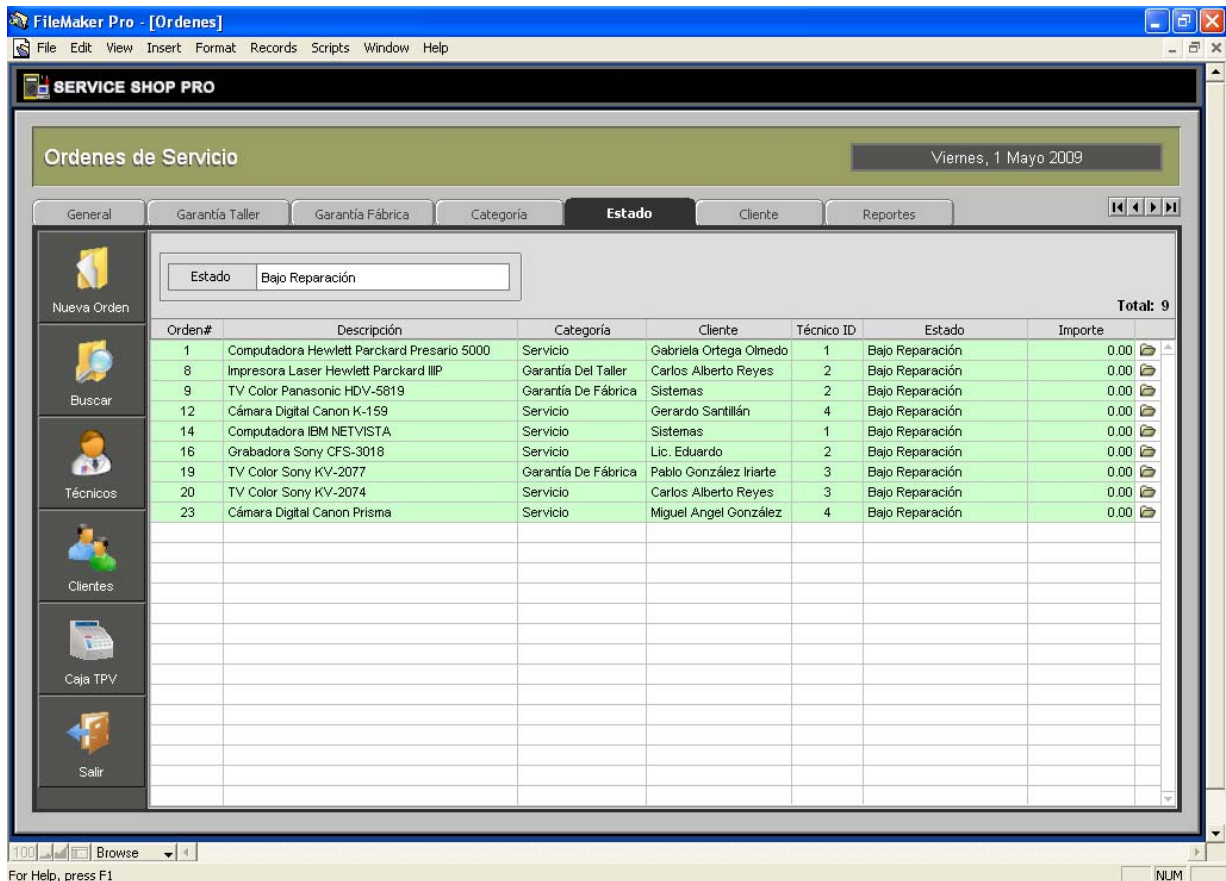 FileMaker Pro - [Ordenes]
File Edit View Insert Format Records Scripts Window Help
SERVICE SHOP PRO
Ordenes de Servicio
Viernes, 1 Mayo 2009
General Garantía Taller Garantía Fábrica Categoría Estado Cliente Reportes
Nueva Orden
Buscar
Técnicos
Clientes
Caja TPV
Salir
Estado Bajo Reparación
Total: 9
Orden# Descripción Categoría Cliente Técnico ID Estado Importe
1 Computadora Hewlett Parckard Presario 5000 Servicio Gabriela Ortega Olmedo 1 Bajo Reparación 0.00
8 Impresora Laser Hewlett Parckard IIIP Garantía Del Taller Carlos Alberto Reyes 2 Bajo Reparación 0.00
9 TV Color Panasonic HDV-5819 Garantía De Fábrica Sistemas 2 Bajo Reparación 0.00
12 Cámara Digital Canon K-159 Servicio Gerardo Santillán 4 Bajo Reparación 0.00
14 Computadora IBM NETVISTA Servicio Sistemas 1 Bajo Reparación 0.00
16 Grabadora Sony CFS-3018 Servicio Lic. Eduardo 2 Bajo Reparación 0.00
19 TV Color Sony KV-2077 Garantía De Fábrica Pablo González Iriarte 3 Bajo Reparación 0.00
20 TV Color Sony KV-2074 Servicio Carlos Alberto Reyes 3 Bajo Reparación 0.00
23 Cámara Digital Canon Prisma Servicio Miguel Angel González 4 Bajo Reparación 0.00
100 Browse
For Help, press F1 NUM